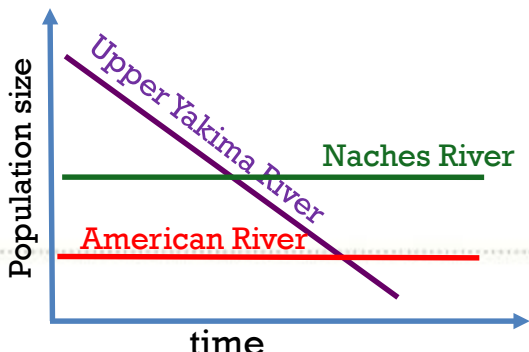 Upper Yakima River
Naches River
American River
Population size
time